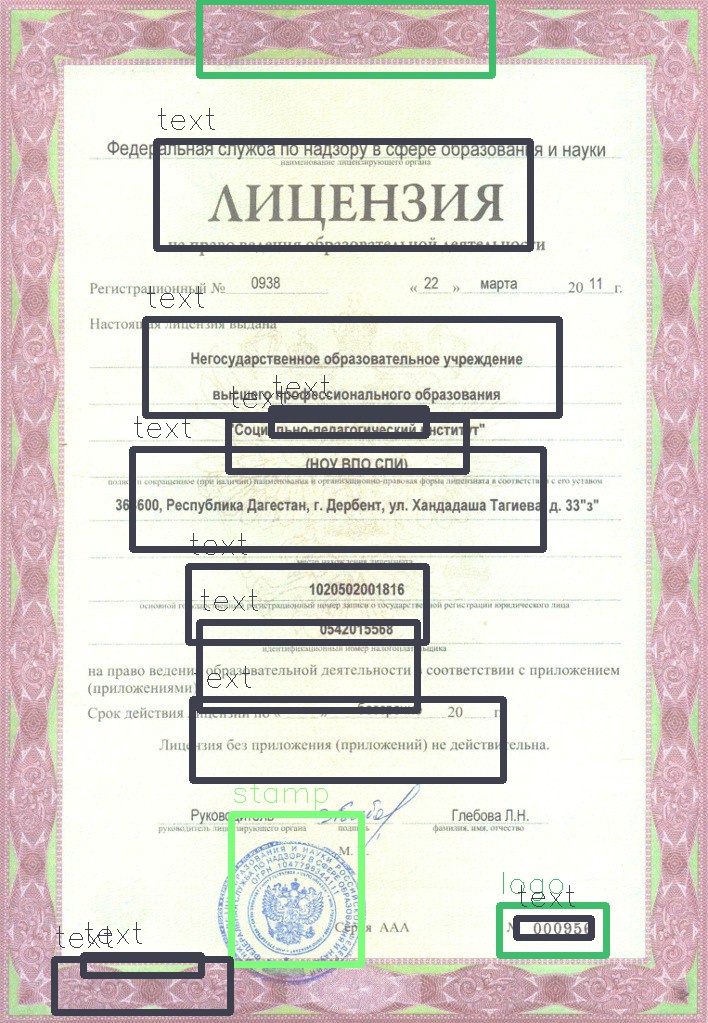 Федеральная служба по надзору в сфере образования и науки
наименование лицензирующего органа
ЛИЦЕНЗИЯ
на право ведения образовательной деятельности
Регистрационный № 0938 « 22 » марта 20 11 г.
Настоящая лицензия выдана
Негосударственное образовательное учреждение
высшего профессионального образования
"Социально-педагогический институт"
(НОУ ВПО СПИ)
полное и сокращенное (при наличии) наименования и организационно-правовая форма лицензиата в соответствии с его уставом
368600, Республика Дагестан, г. Дербент, ул. Хандадаша Тагиева, д. 33"з"
место нахождения лицензиата
1020502001816
основной государственный регистрационный номер записи о государственной регистрации юридического лица
0542015568
идентификационный номер налогоплательщика
на право ведения образовательной деятельности в соответствии с приложением
(приложениями)
Срок действия лицензии по « » бессрочно 20 г.
Лицензия без приложения (приложений) не действительна.
Руководитель Глебова Л.Н.
руководитель лицензирующего органа подпись фамилия, имя, отчество
М.
Серия ААА № 000956
text
text
text
text
text
text
text
text
stamp
logo
text
text
text